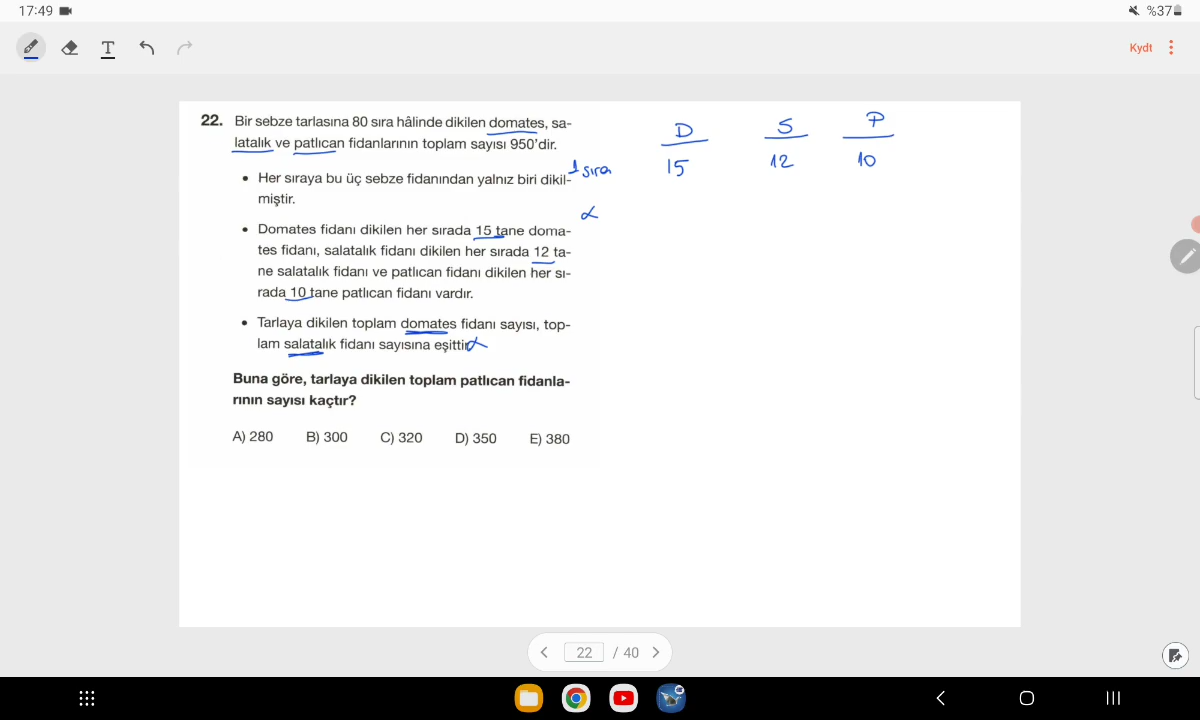 17:49
%37
T
Kydt
22. Bir sebze tarlasına 80 sıra hâlinde dikilen domates, sa-
latalık ve patlıcan fidanlarının toplam sayısı 950'dir.
• Her sıraya bu üç sebze fidanından yalnız biri dikil-
miştir.
• Domates fidanı dikilen her sırada 15 tane doma-
tes fidanı, salatalık fidanı dikilen her sırada 12 ta-
ne salatalık fidanı ve patlıcan fidanı dikilen her sı-
rada 10 tane patlıcan fidanı vardır.
• Tarlaya dikilen toplam domates fidanı sayısı, top-
lam salatalık fidanı sayısına eşittir.
Buna göre, tarlaya dikilen toplam patlıcan fidanla-
rının sayısı kaçtır?
A) 280 B) 300 C) 320 D) 350 E) 380
D S P
1 sıra 15 12 10
α
α
22 / 40